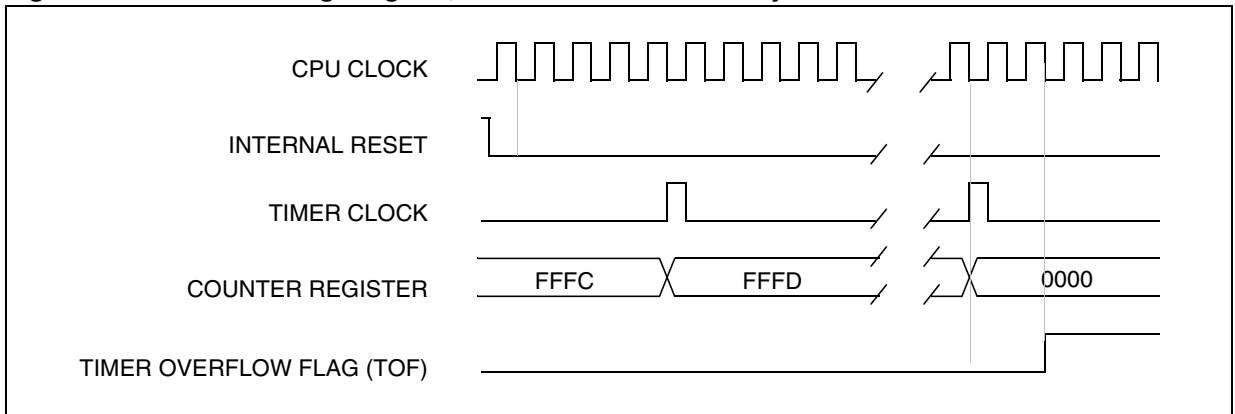 CPU CLOCK
INTERNAL RESET
TIMER CLOCK
COUNTER REGISTER FFFC FFFD 0000
TIMER OVERFLOW FLAG (TOF)